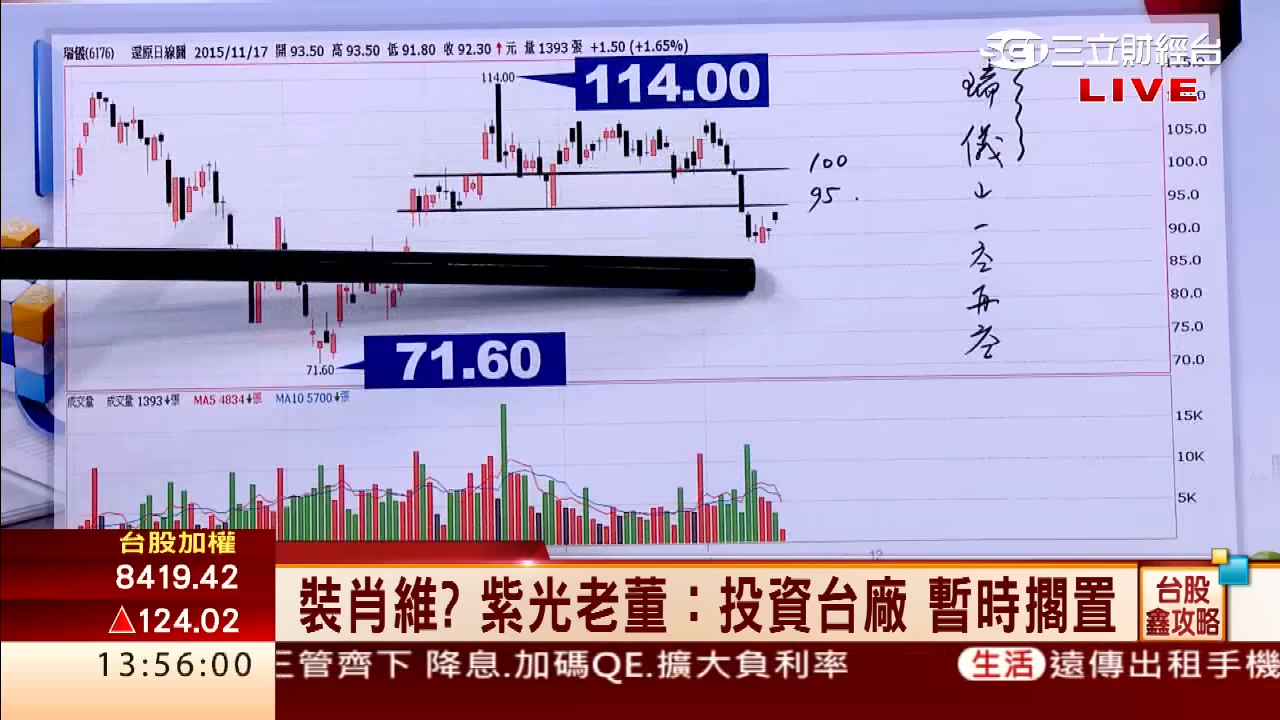 瑞儀(6176) 還原日線圖 2015/11/17 開 93.50 高 93.50 低 91.80 收 92.30↑元 量 1393 張 +1.50 (+1.65%)
三立財經台
LIVE
114.00
114.00
瑞儀
一空再空
100
95.
105.0
100.0
95.0
90.0
85.0
80.0
75.0
70.0
71.60
71.60
成交量 成交量 1393↓張 MA5 4834↓張 MA10 5700↓張
15K
10K
5K
12
台股加權
8419.42
▲124.02
13:56:00
裝肖維? 紫光老董：投資台廠 暫時擱置
台股
鑫攻略
三管齊下 降息.加碼QE.擴大負利率
生活 遠傳出租手機